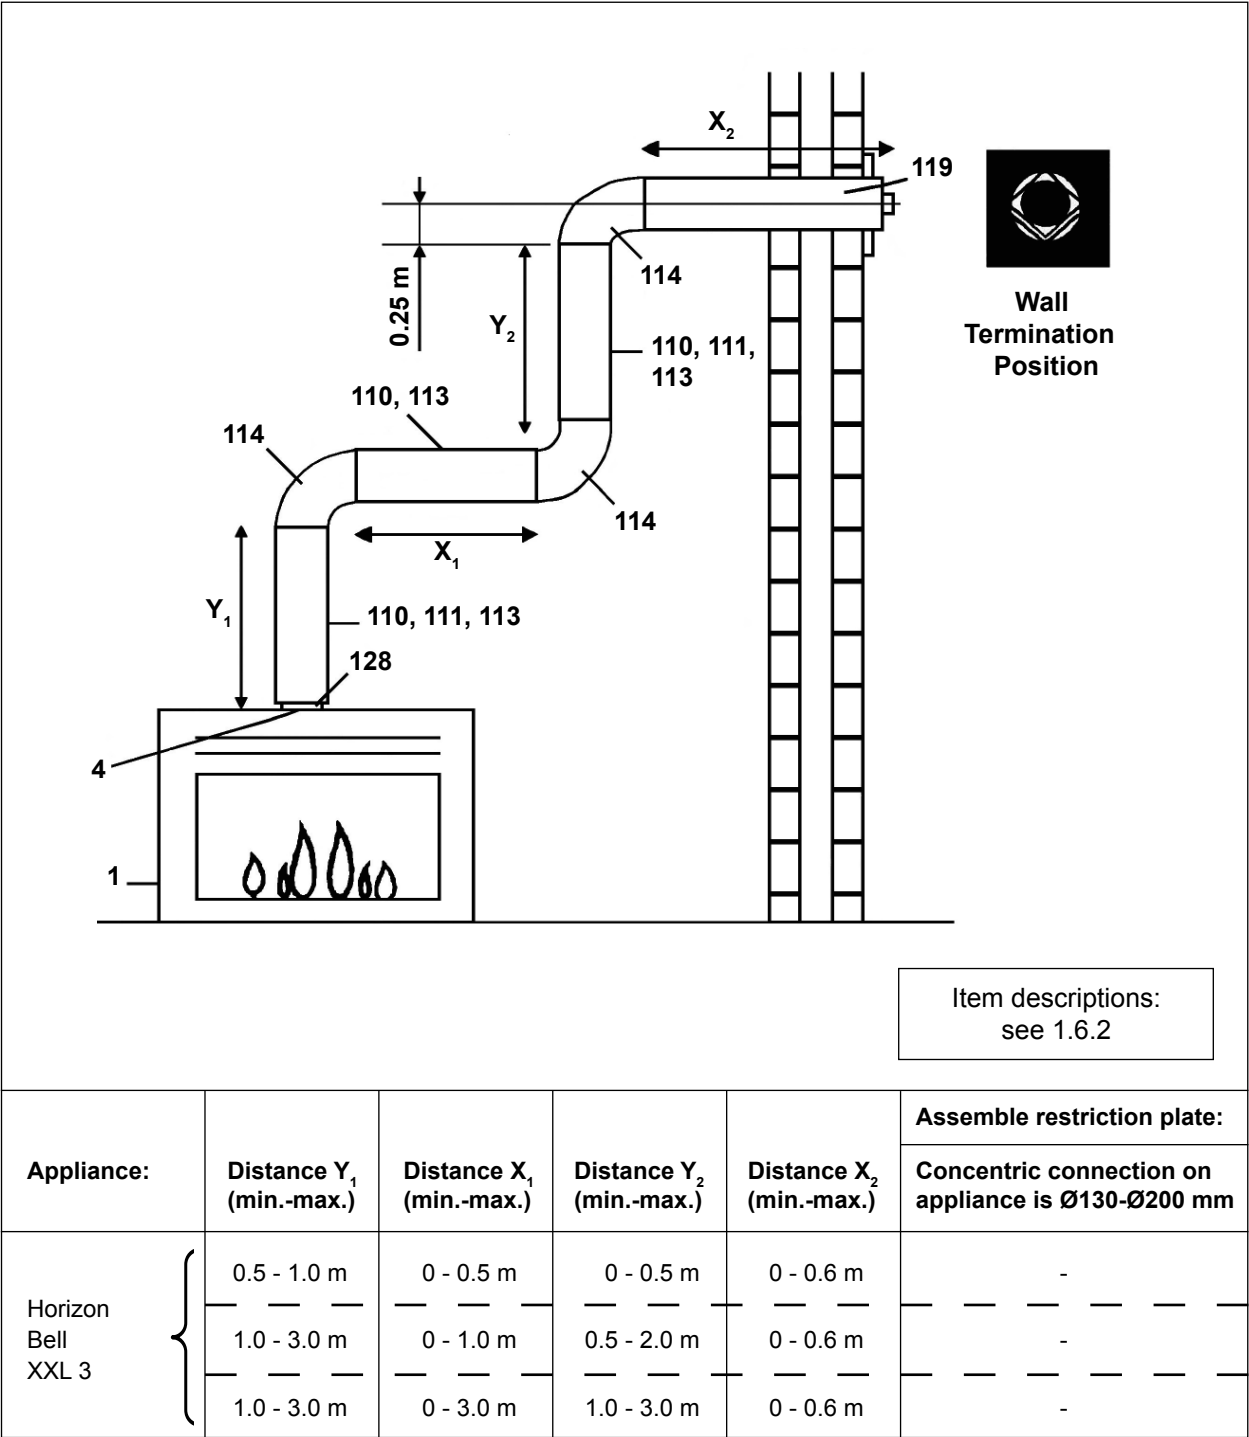 X2
119
114
0.25 m
Y2
110, 111,
113
Wall
Termination
Position
110, 113
114
114
X1
Y1
110, 111, 113
128
4
1
Item descriptions:
see 1.6.2
Assemble restriction plate:
Appliance:
Distance Y1
(min.-max.)
Distance X1
(min.-max.)
Distance Y2
(min.-max.)
Distance X2
(min.-max.)
Concentric connection on
appliance is Ø130-Ø200 mm
Horizon
Bell
XXL 3
0.5 - 1.0 m 0 - 0.5 m 0 - 0.5 m 0 - 0.6 m -
1.0 - 3.0 m 0 - 1.0 m 0.5 - 2.0 m 0 - 0.6 m -
1.0 - 3.0 m 0 - 3.0 m 1.0 - 3.0 m 0 - 0.6 m -